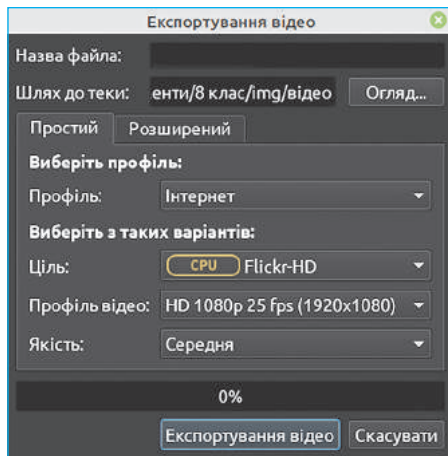 Експортування відео
Назва файла:
Шлях до теки: енти/8 клас/img/відео Огляд...
Простий Розширений
Виберіть профіль:
Профіль: Інтернет
Виберіть з таких варіантів:
Ціль: CPU Flickr-HD
Профіль відео: HD 1080p 25 fps (1920x1080)
Якість: Середня
0%
Експортування відео Скасувати